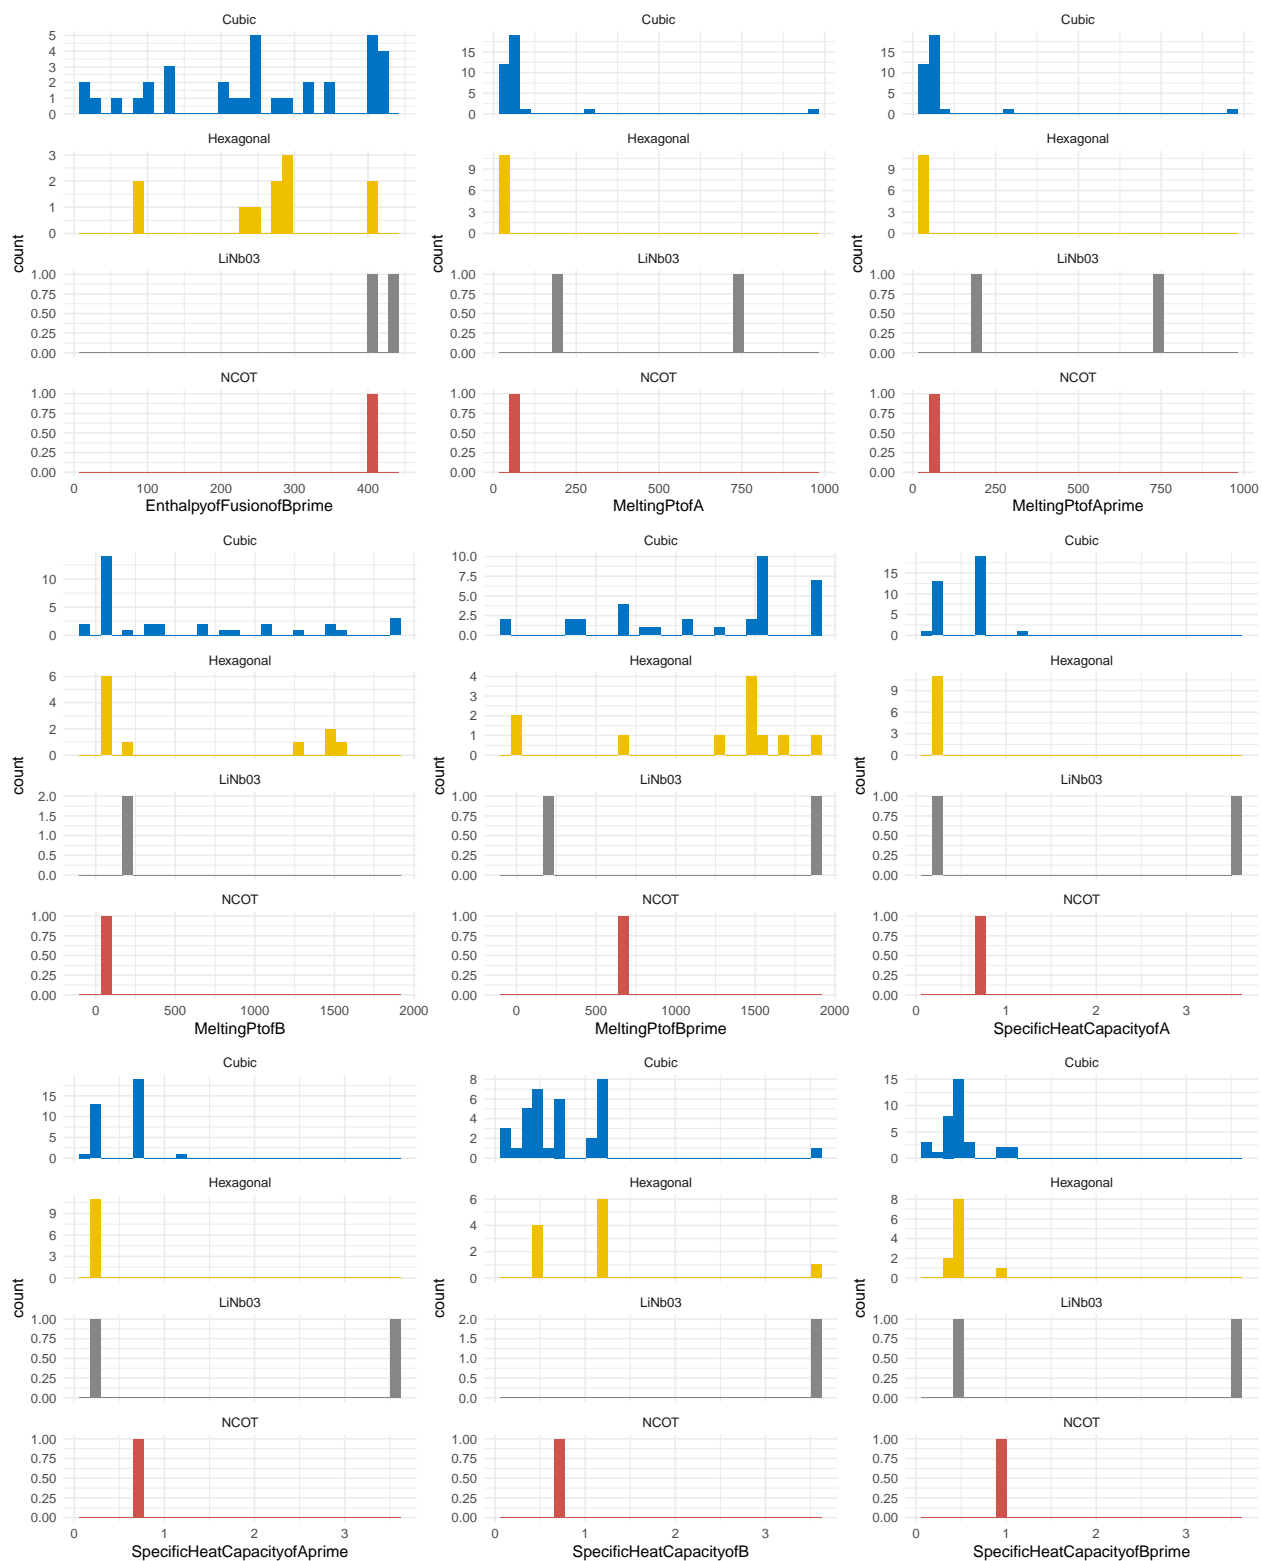 Cubic
5
4
3
2
1
0
Hexagonal
3
2
1
0
LiNb03
1.00
0.75
0.50
0.25
0.00
NCOT
1.00
0.75
0.50
0.25
0.00
0 100 200 300 400
EnthalpyofFusionofBprime
count
Cubic
15
10
5
0
Hexagonal
9
6
3
0
LiNb03
1.00
0.75
0.50
0.25
0.00
NCOT
1.00
0.75
0.50
0.25
0.00
0 250 500 750 1000
MeltingPtofA
count
Cubic
15
10
5
0
Hexagonal
9
6
3
0
LiNb03
1.00
0.75
0.50
0.25
0.00
NCOT
1.00
0.75
0.50
0.25
0.00
0 250 500 750 1000
MeltingPtofAprime
count
Cubic
10
5
0
Hexagonal
6
4
2
0
LiNb03
2.0
1.5
1.0
0.5
0.0
NCOT
1.00
0.75
0.50
0.25
0.00
0 500 1000 1500 2000
MeltingPtofB
count
Cubic
10.0
7.5
5.0
2.5
0.0
Hexagonal
4
3
2
1
0
LiNb03
1.00
0.75
0.50
0.25
0.00
NCOT
1.00
0.75
0.50
0.25
0.00
0 500 1000 1500 2000
MeltingPtofBprime
count
Cubic
15
10
5
0
Hexagonal
9
6
3
0
LiNb03
1.00
0.75
0.50
0.25
0.00
NCOT
1.00
0.75
0.50
0.25
0.00
0 1 2 3
SpecificHeatCapacityofA
count
Cubic
15
10
5
0
Hexagonal
9
6
3
0
LiNb03
1.00
0.75
0.50
0.25
0.00
NCOT
1.00
0.75
0.50
0.25
0.00
0 1 2 3
SpecificHeatCapacityofAprime
count
Cubic
8
6
4
2
0
Hexagonal
6
4
2
0
LiNb03
2.0
1.5
1.0
0.5
0.0
NCOT
1.00
0.75
0.50
0.25
0.00
0 1 2 3
SpecificHeatCapacityofB
count
Cubic
15
10
5
0
Hexagonal
8
6
4
2
0
LiNb03
1.00
0.75
0.50
0.25
0.00
NCOT
1.00
0.75
0.50
0.25
0.00
0 1 2 3
SpecificHeatCapacityofBprime
count